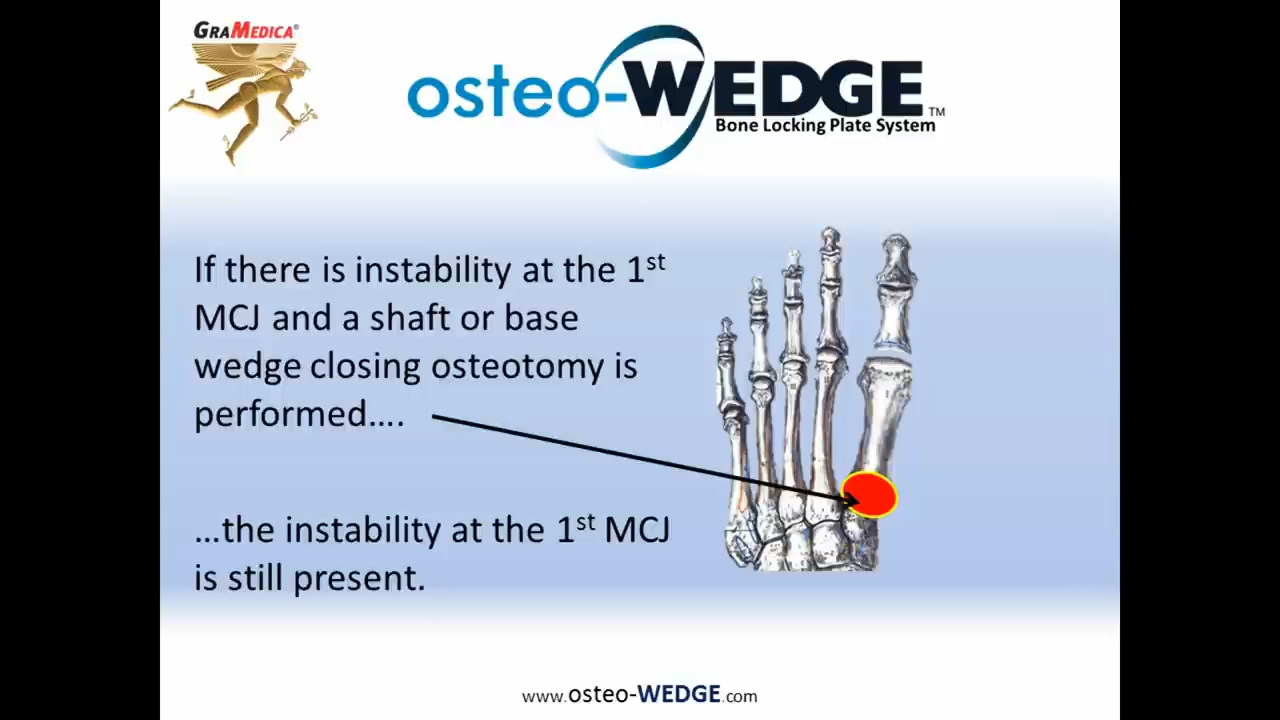 GRAMEDICA®
osteo-WEDGE™
Bone Locking Plate System
If there is instability at the 1st
MCJ and a shaft or base
wedge closing osteotomy is
performed....
...the instability at the 1st MCJ
is still present.
www.osteo-WEDGE.com